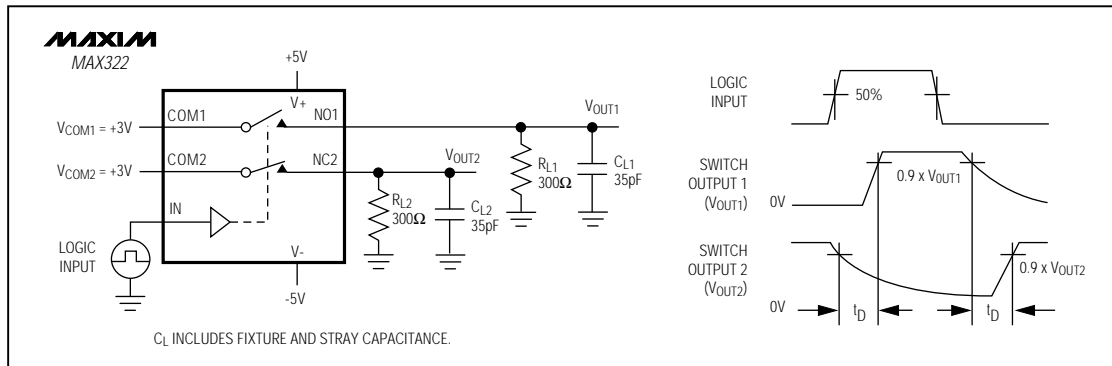 MAXIM
MAX322
+5V
V+
COM1
NO1
VCOM1 = +3V
VOUT1
COM2
NC2
VCOM2 = +3V
VOUT2
RL1
300Ω
CL1
35pF
RL2
300Ω
CL2
35pF
IN
LOGIC
INPUT
V-
-5V
CL INCLUDES FIXTURE AND STRAY CAPACITANCE.
LOGIC
INPUT
50%
SWITCH
OUTPUT 1
(VOUT1)
0V
0.9 x VOUT1
SWITCH
OUTPUT 2
(VOUT2)
0V
0.9 x VOUT2
tD
tD